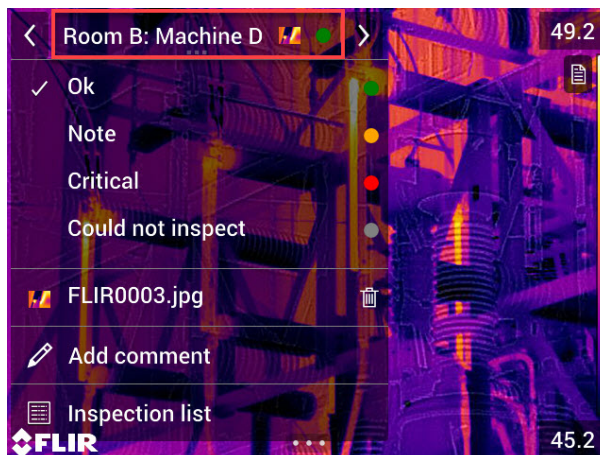 Room B: Machine D
49.2
Ok
Note
Critical
Could not inspect
FLIR0003.jpg
Add comment
Inspection list
FLIR
45.2